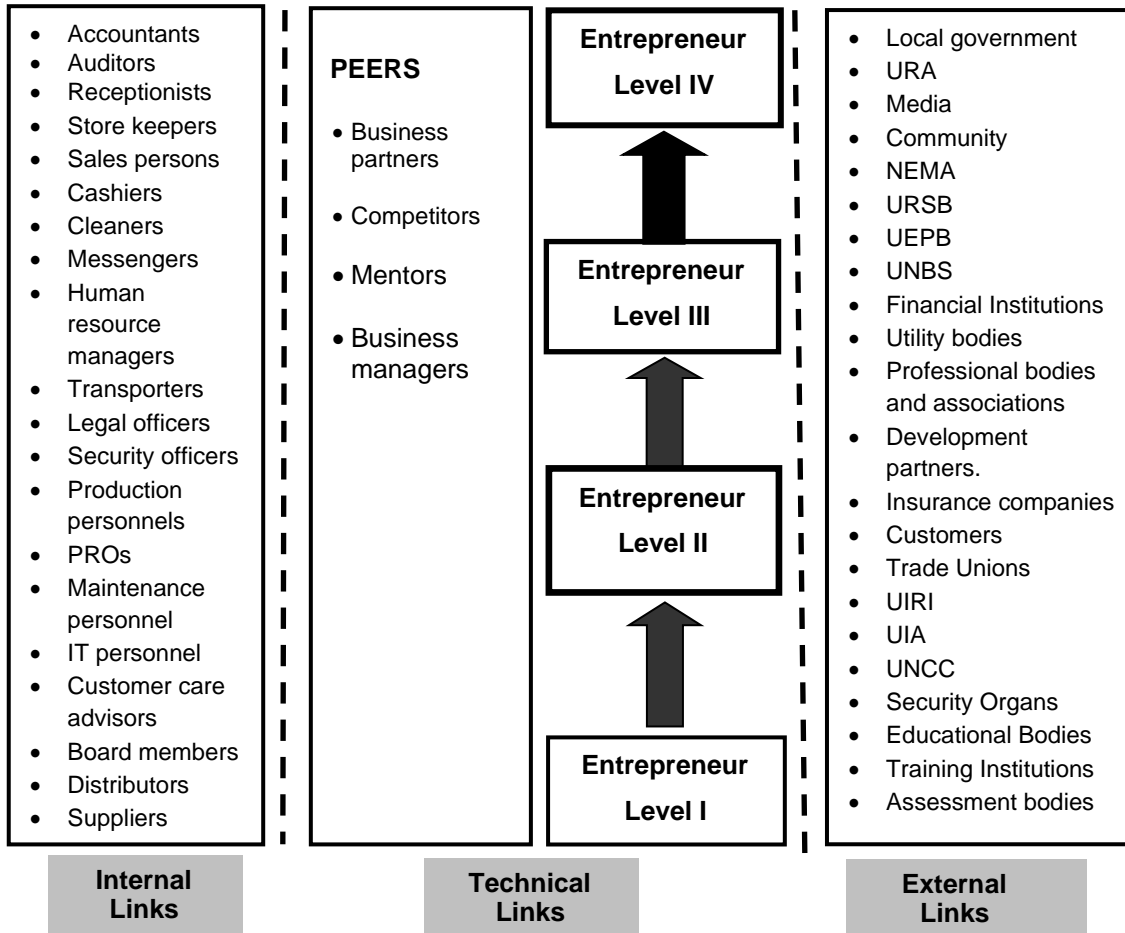 • Accountants
• Auditors
• Receptionists
• Store keepers
• Sales persons
• Cashiers
• Cleaners
• Messengers
• Human
resource
managers
• Transporters
• Legal officers
• Security officers
• Production
personnels
• PROs
• Maintenance
personnel
• IT personnel
• Customer care
advisors
• Board members
• Distributors
• Suppliers
Internal
Links
PEERS
• Business
partners
• Competitors
• Mentors
• Business
managers
Entrepreneur
Level IV
Entrepreneur
Level III
Entrepreneur
Level II
Entrepreneur
Level I
Technical
Links
• Local government
• URA
• Media
• Community
• NEMA
• URSB
• UEPB
• UNBS
• Financial Institutions
• Utility bodies
• Professional bodies
and associations
• Development
partners.
• Insurance companies
• Customers
• Trade Unions
• UIRI
• UIA
• UNCC
• Security Organs
• Educational Bodies
• Training Institutions
• Assessment bodies
External
Links